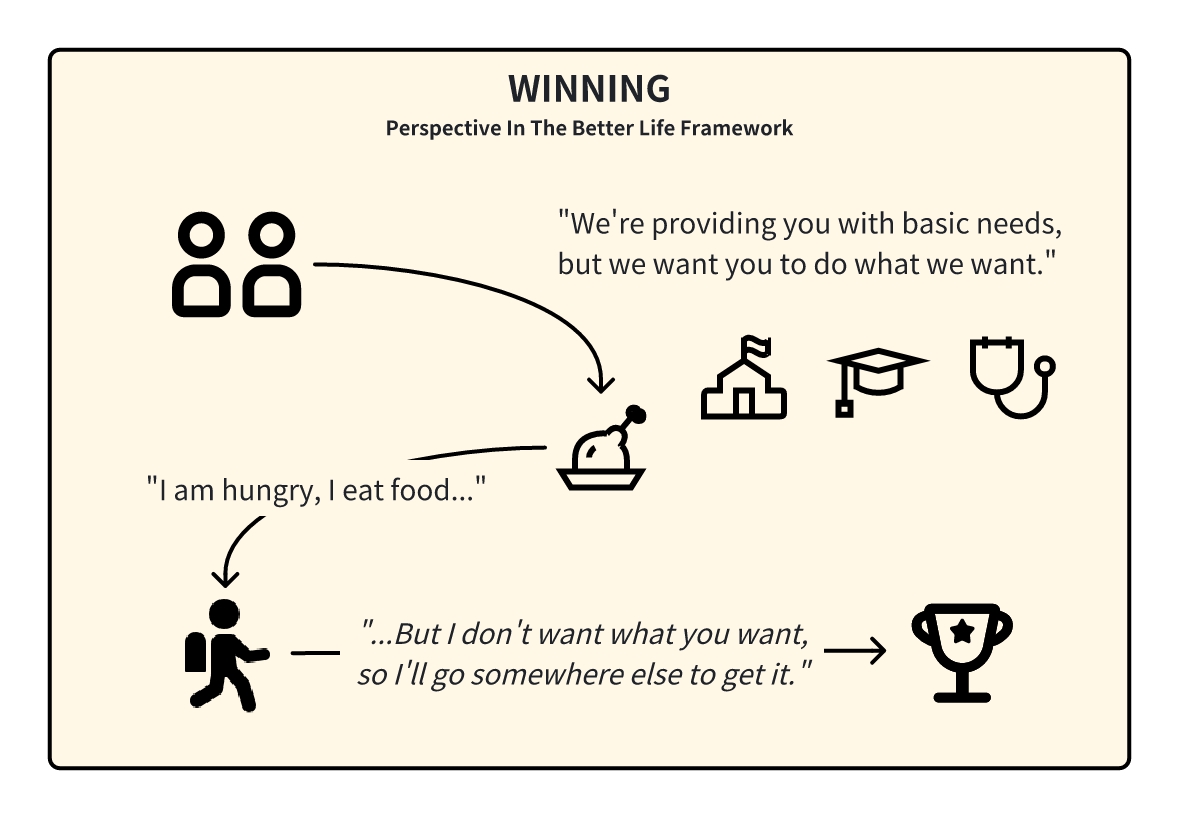 WINNING
Perspective In The Better Life Framework
"We're providing you with basic needs,
but we want you to do what we want."
"I am hungry, I eat food..."
"...But I don't want what you want,
so I'll go somewhere else to get it."